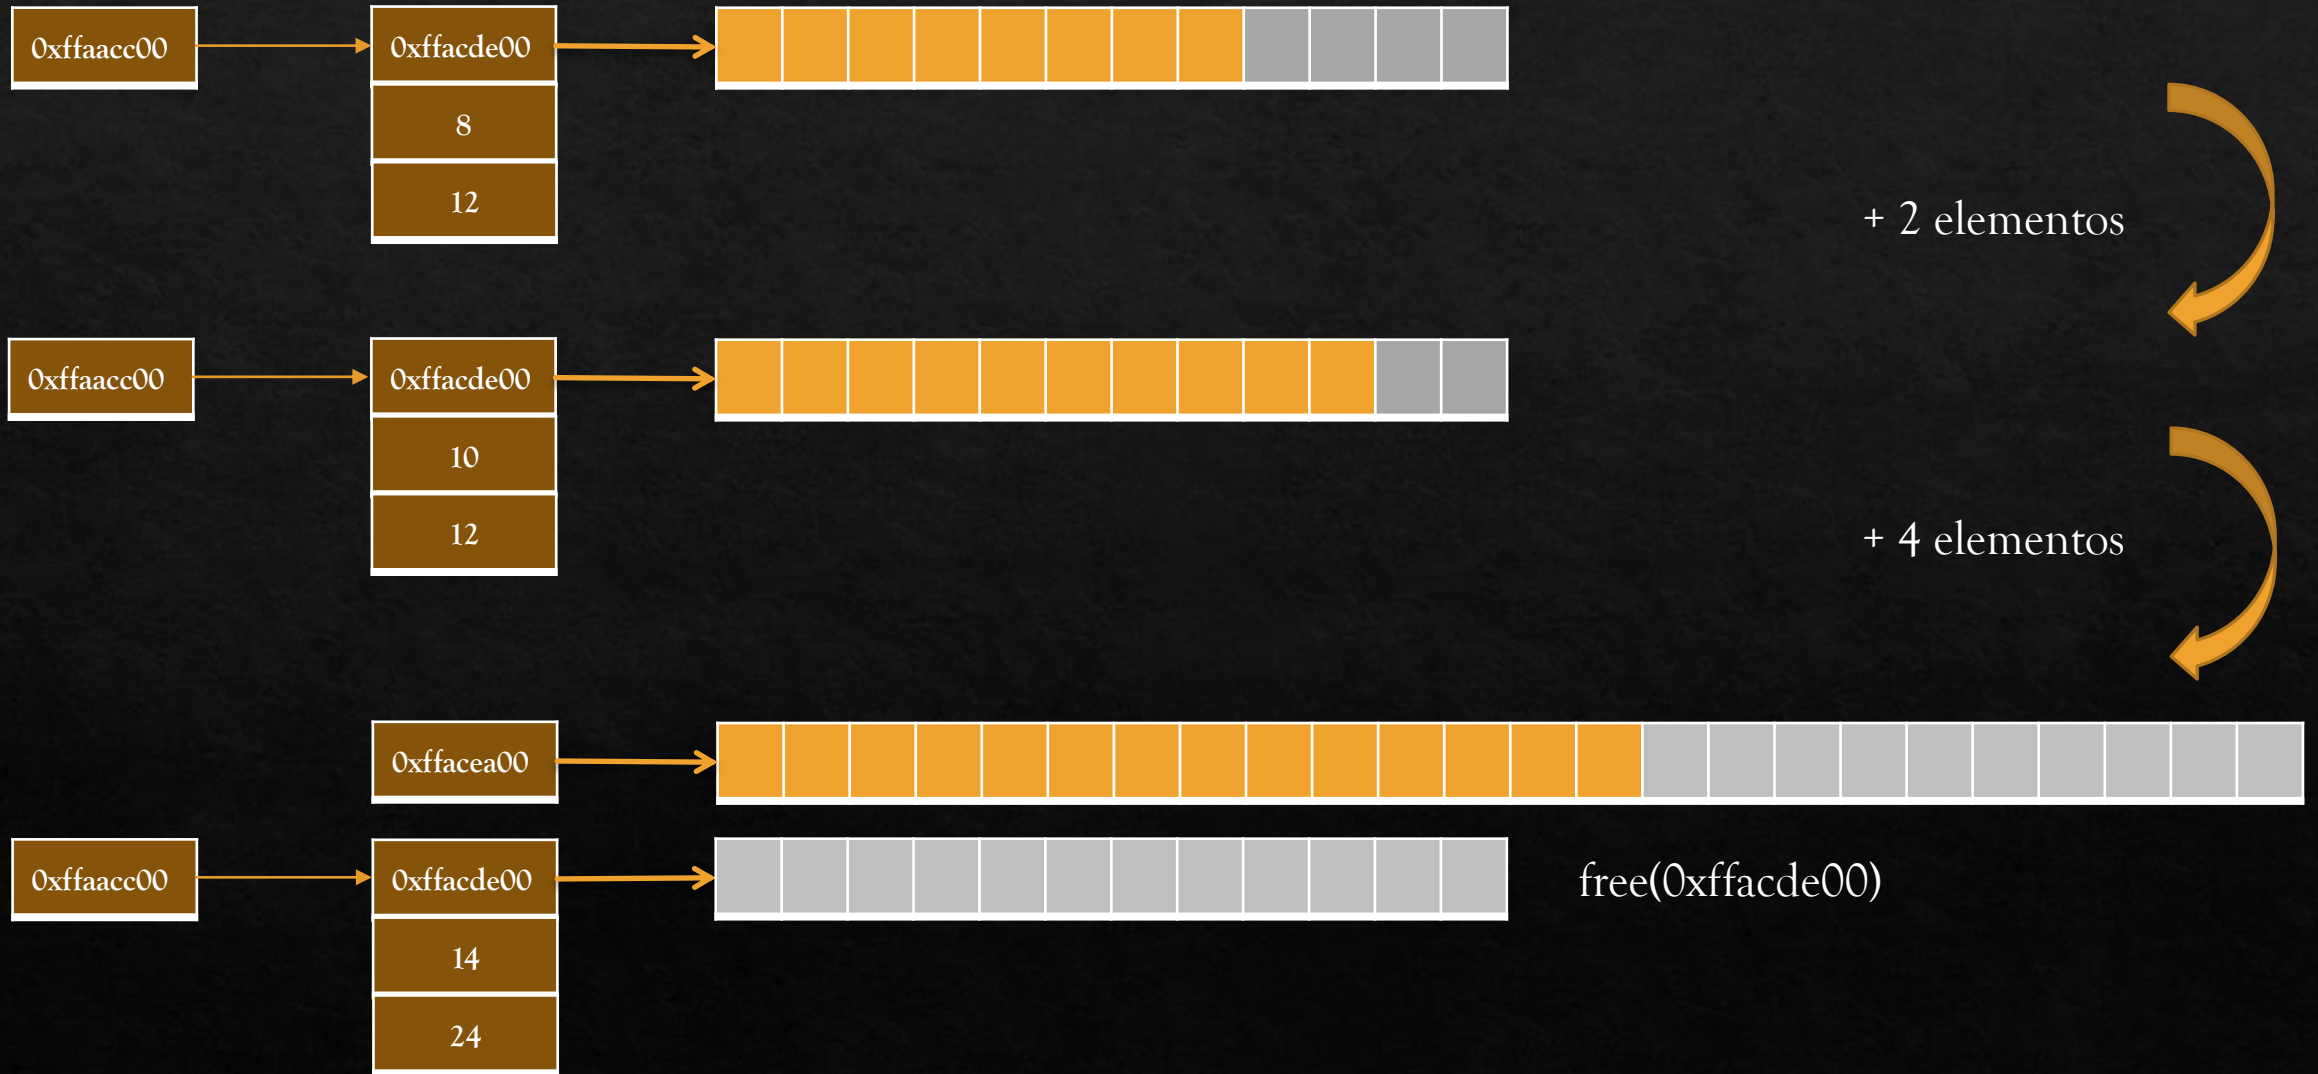 0xffaacc00
0xffacde00
8
12
+ 2 elementos
0xffaacc00
0xffacde00
10
12
+ 4 elementos
0xffacea00
0xffaacc00
0xffacde00
free(0xffacde00)
14
24